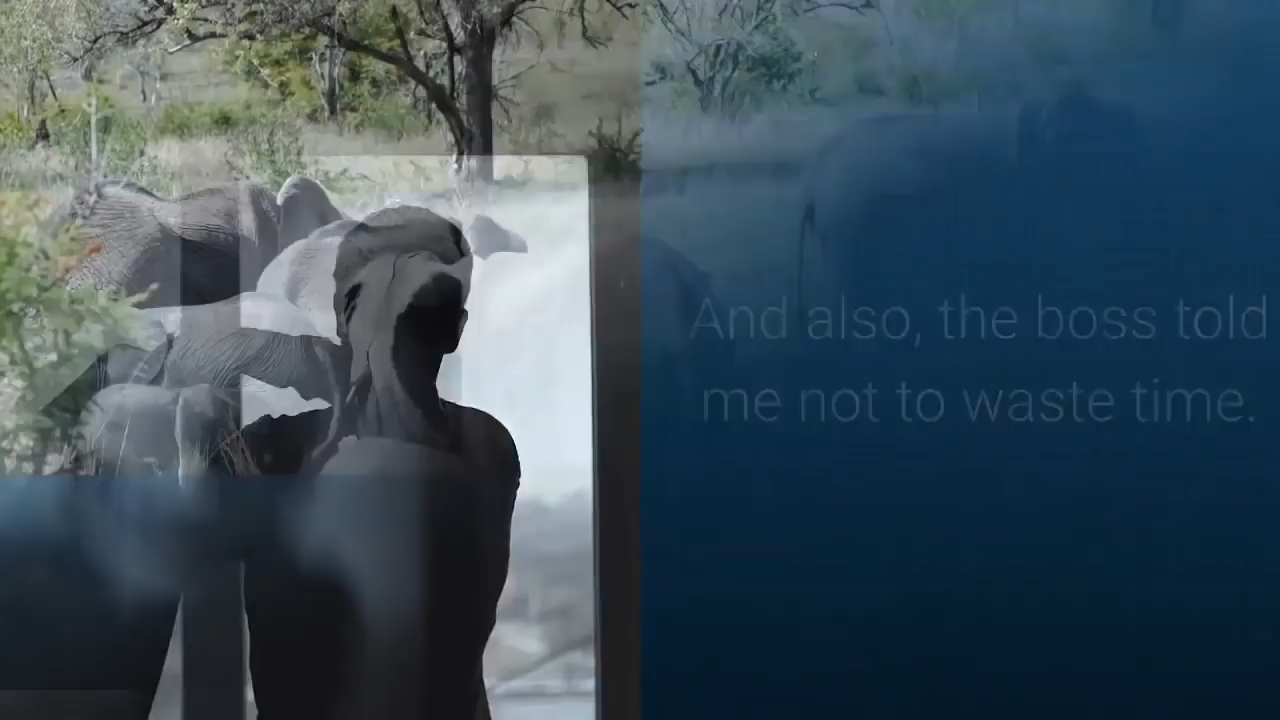 And also, the boss told
me not to waste time.